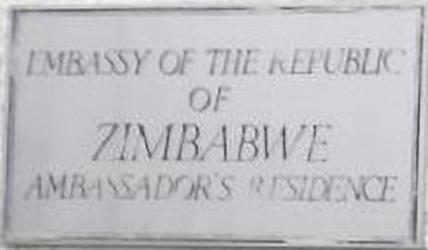 EMBASSY OF THE REPUBLIC
OF
ZIMBABWE
AMBASSADOR'S RESIDENCE